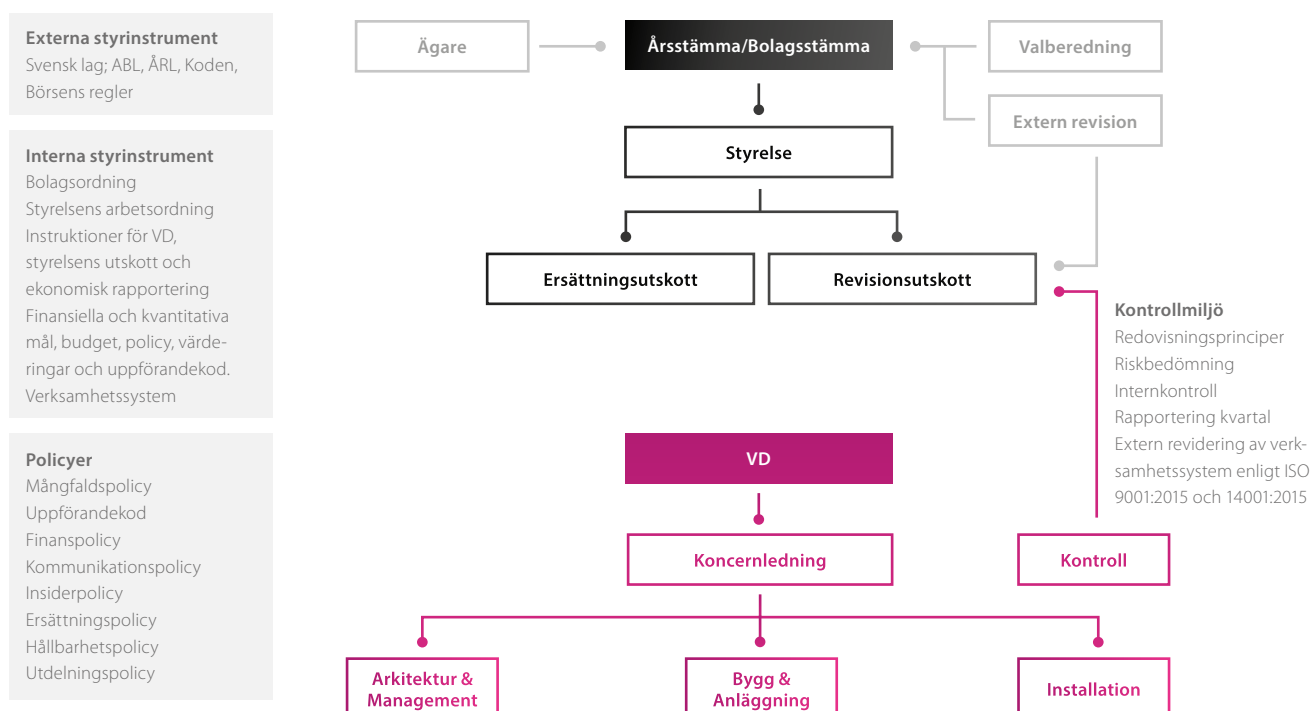 Externa styrinstrument
Svensk lag; ABL, ÅRL, Koden,
Börsens regler
Interna styrinstrument
Bolagsordning
Styrelsens arbetsordning
Instruktioner för VD,
styrelsens utskott och
ekonomisk rapportering
Finansiella och kvantitativa
mål, budget, policy, värde-
ringar och uppförandekod.
Verksamhetssystem
Policyer
Mångfaldspolicy
Uppförandekod
Finanspolicy
Kommunikationspolicy
Insiderpolicy
Ersättningspolicy
Hållbarhetspolicy
Utdelningspolicy
Ägare
Årsstämma/Bolagsstämma
Valberedning
Extern revision
Styrelse
Ersättningsutskott
Revisionsutskott
Kontrollmiljö
Redovisningsprinciper
Riskbedömning
Internkontroll
Rapportering kvartal
Extern revidering av verk-
samhetssystem enligt ISO
9001:2015 och 14001:2015
VD
Koncernledning
Kontroll
Arkitektur &
Management
Bygg &
Anläggning
Installation